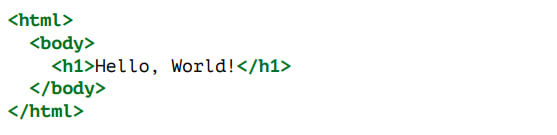 <html>
  <body>
    <h1>Hello, World!</h1>
  </body>
</html>